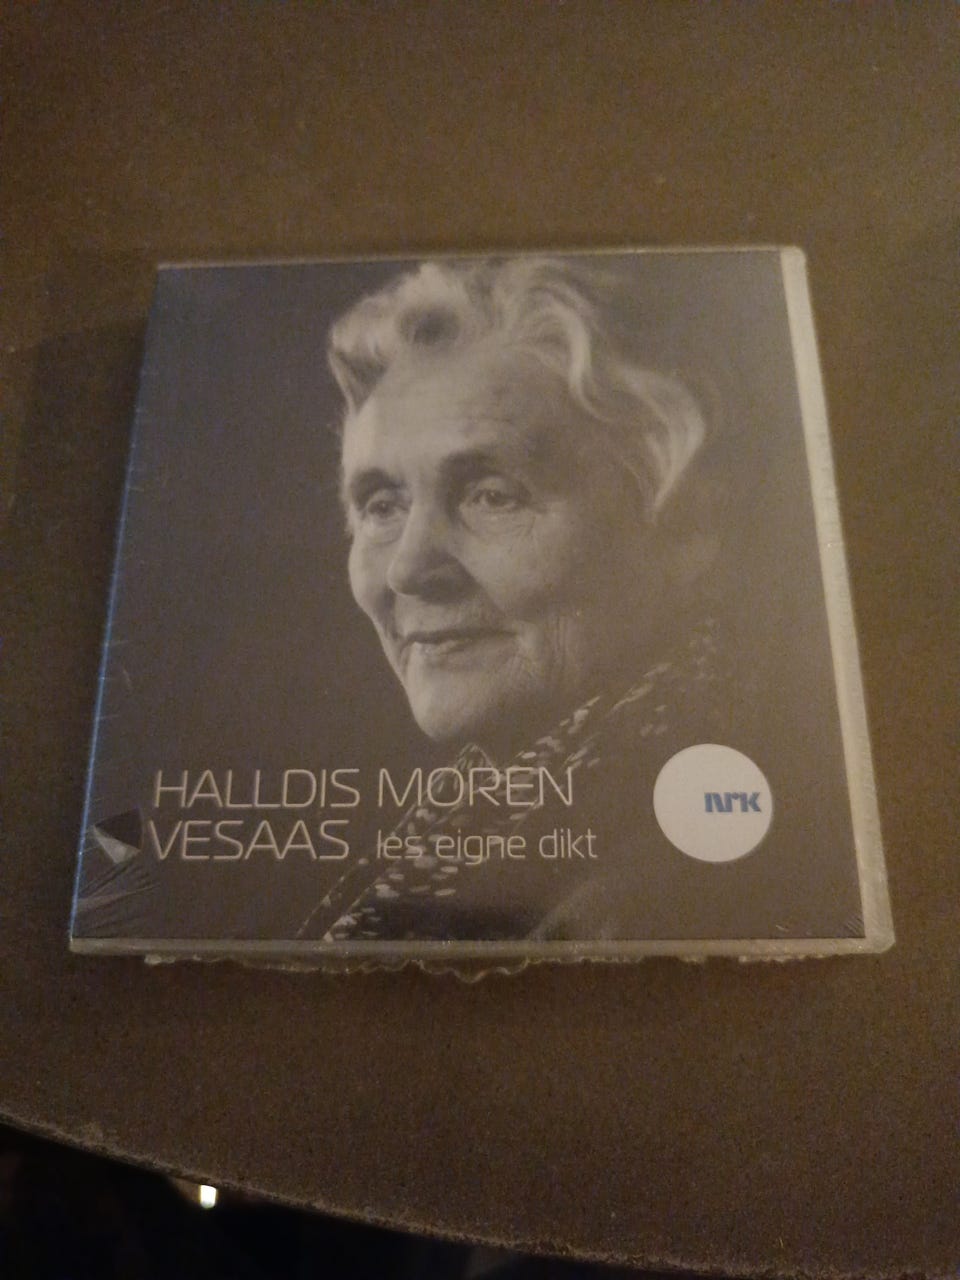 HALLDIS MOREN
VESAAS les eigne dikt
nrk